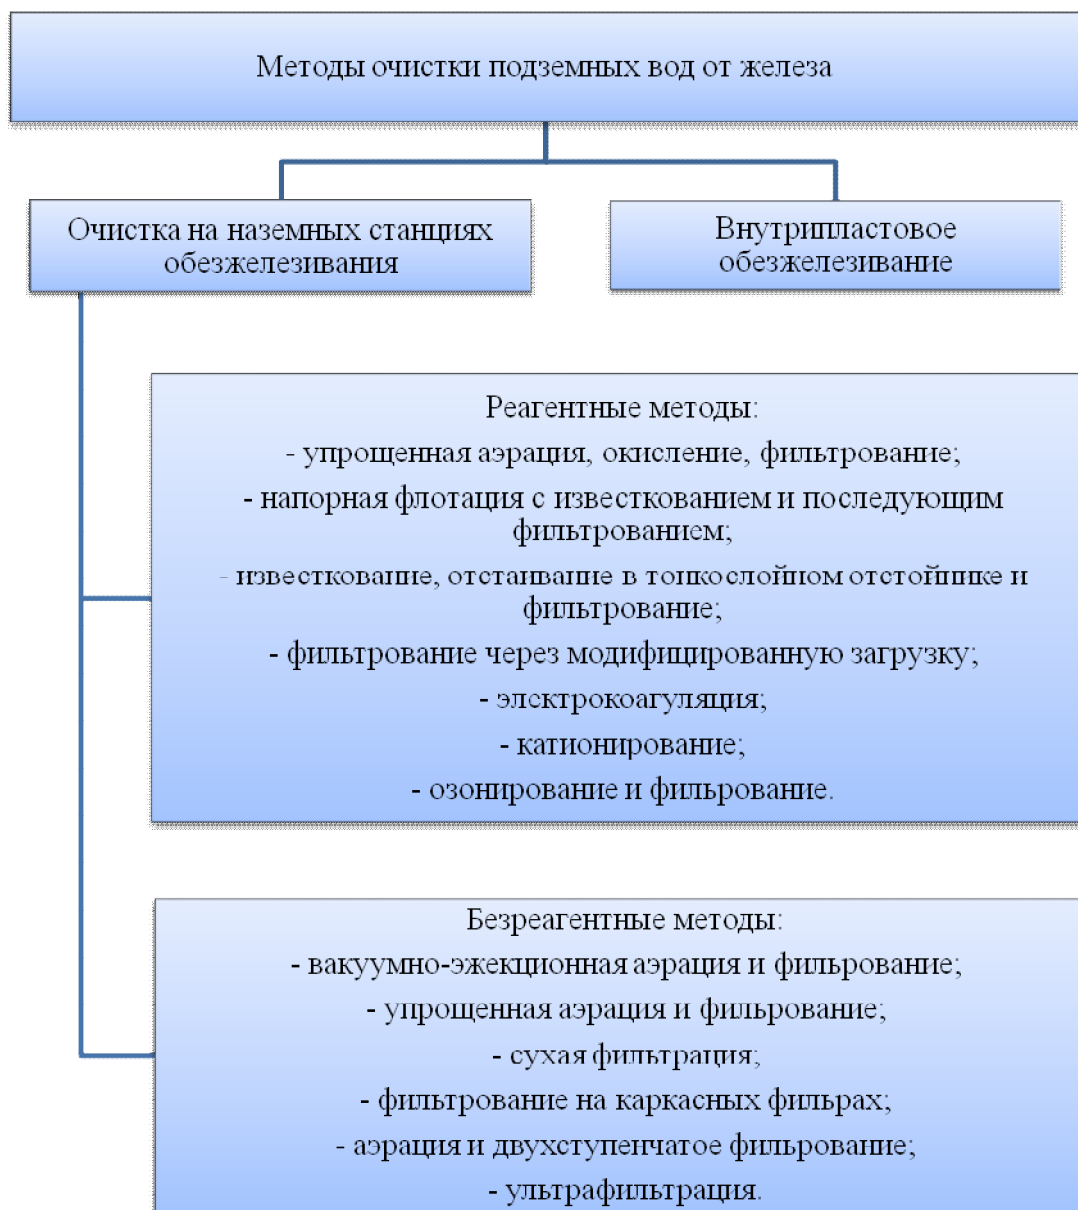 Методы очистки подземных вод от железа
Очистка на наземных станциях
обезжелезивания
Внутрипластовое
обезжелезивание
Реагентные методы:
- упрощенная аэрация, окисление, фильтрование;
- напорная флотация с известкованием и последующим
фильтрованием;
- известкование, отстаивание в тонкослойном отстойнике и
фильтрование;
- фильтрование через модифицированную загрузку;
- электрокоагуляция;
- катионирование;
- озонирование и фильрование.
Безреагентные методы:
- вакуумно-эжекционная аэрация и фильрование;
- упрощенная аэрация и фильрование;
- сухая фильтрация;
- фильтрование на каркасных фильрах;
- аэрация и двухступенчатое фильрование;
- ультрафильтрация.